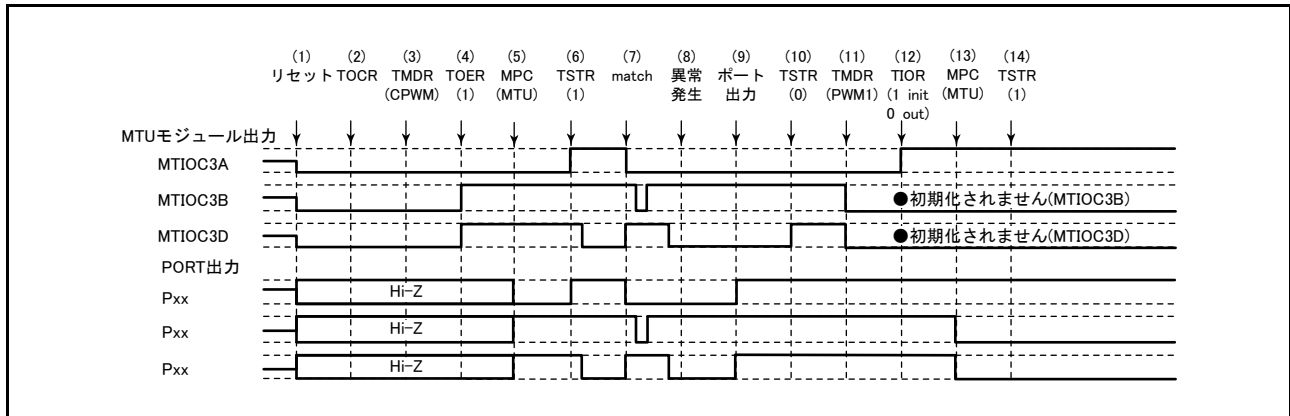 (1) (2) (3) (4) (5) (6) (7) (8) (9) (10) (11) (12) (13) (14)
リセット TOCR TMDR TOER MPC TSTR match 異常 ポート TSTR TMDR TIOR MPC TSTR
(CPWM) (1) (MTU) (1) 発生 出力 (0) (PWM1) (1 init (MTU) (1)
0 out)
MTUモジュール出力
MTIOC3A
MTIOC3B ●初期化されません(MTIOC3B)
MTIOC3D ●初期化されません(MTIOC3D)
PORT出力
Pxx Hi-Z
Pxx Hi-Z
Pxx Hi-Z